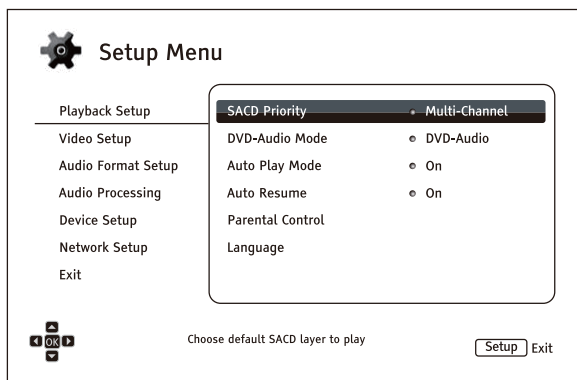 Setup Menu
Playback Setup
Video Setup
Audio Format Setup
Audio Processing
Device Setup
Network Setup
Exit
SACD Priority Multi-Channel
DVD-Audio Mode DVD-Audio
Auto Play Mode On
Auto Resume On
Parental Control
Language
OK
Choose default SACD layer to play
Setup Exit